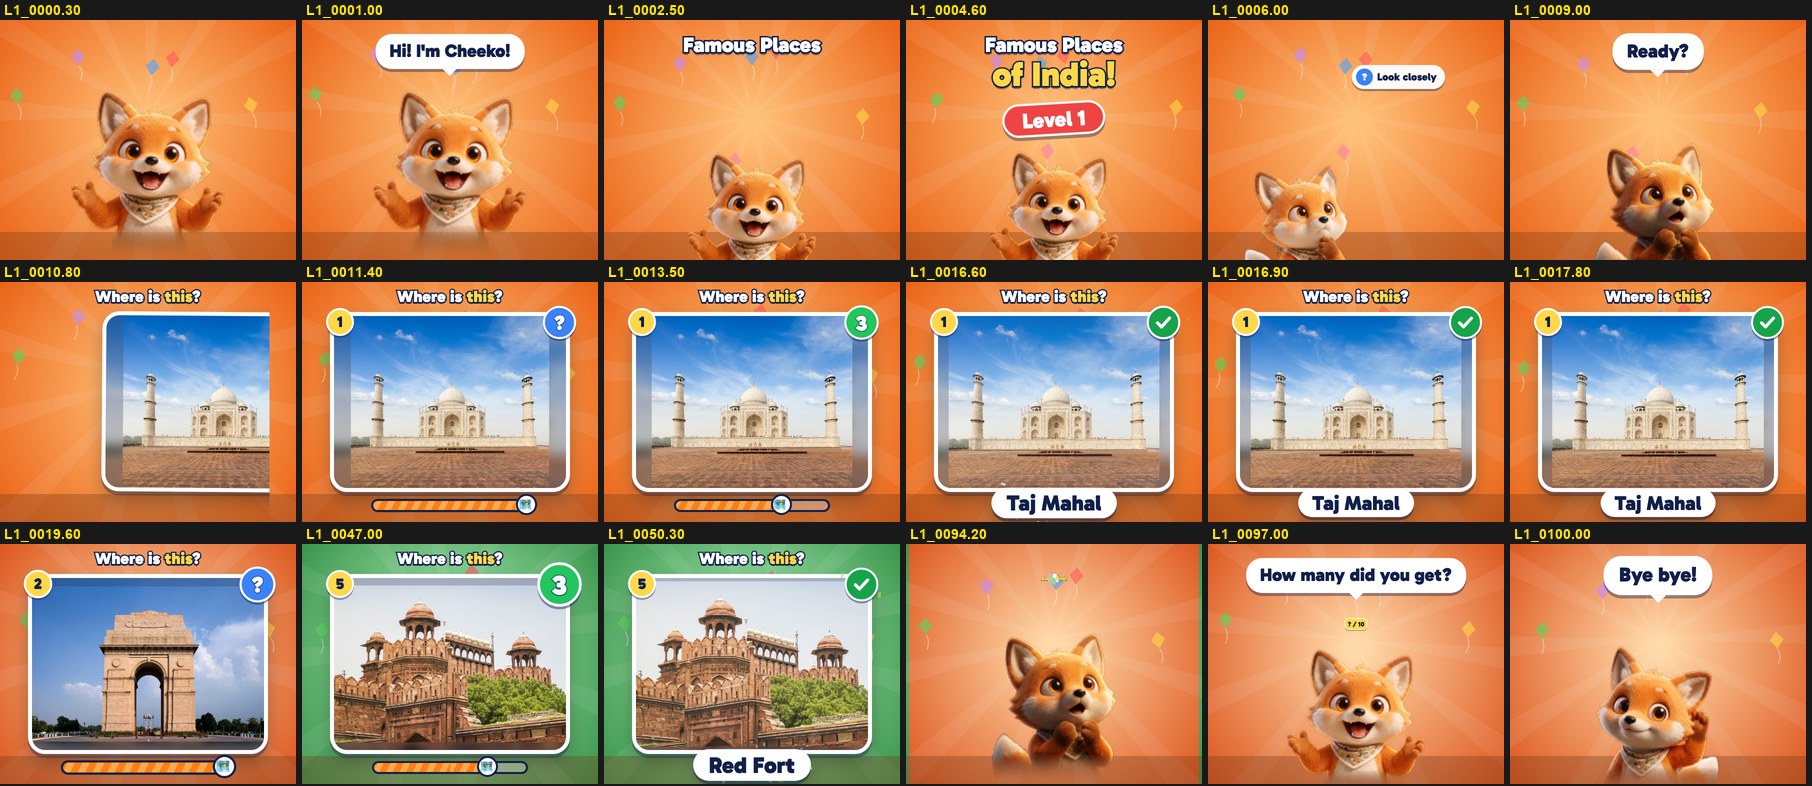 L1_0000.30
L1_0001.00
Hi! I'm Cheeko!
L1_0002.50
Famous Places
L1_0004.60
Famous Places
of India!
Level 1
L1_0006.00
? Look closely
L1_0009.00
Ready?
L1_0010.80
Where is this?
L1_0011.40
Where is this?
1
?
L1_0013.50
Where is this?
1
3
L1_0016.60
Where is this?
1
Taj Mahal
L1_0016.90
Where is this?
1
Taj Mahal
L1_0017.80
Where is this?
1
Taj Mahal
L1_0019.60
Where is this?
2
?
L1_0047.00
Where is this?
5
3
L1_0050.30
Where is this?
5
Red Fort
L1_0094.20
L1_0097.00
How many did you get?
? / 10
L1_0100.00
Bye bye!